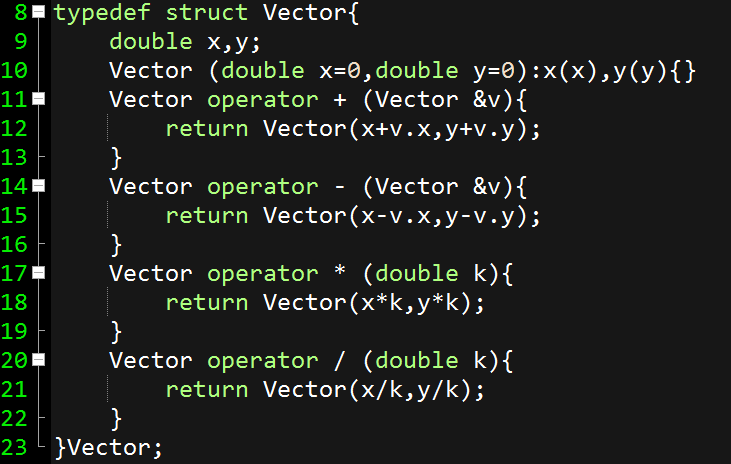 8 typedef struct Vector{
9     double x,y;
10     Vector (double x=0,double y=0):x(x),y(y){}
11     Vector operator + (Vector &v){
12         return Vector(x+v.x,y+v.y);
13     }
14     Vector operator - (Vector &v){
15         return Vector(x-v.x,y-v.y);
16     }
17     Vector operator * (double k){
18         return Vector(x*k,y*k);
19     }
20     Vector operator / (double k){
21         return Vector(x/k,y/k);
22     }
23 }Vector;